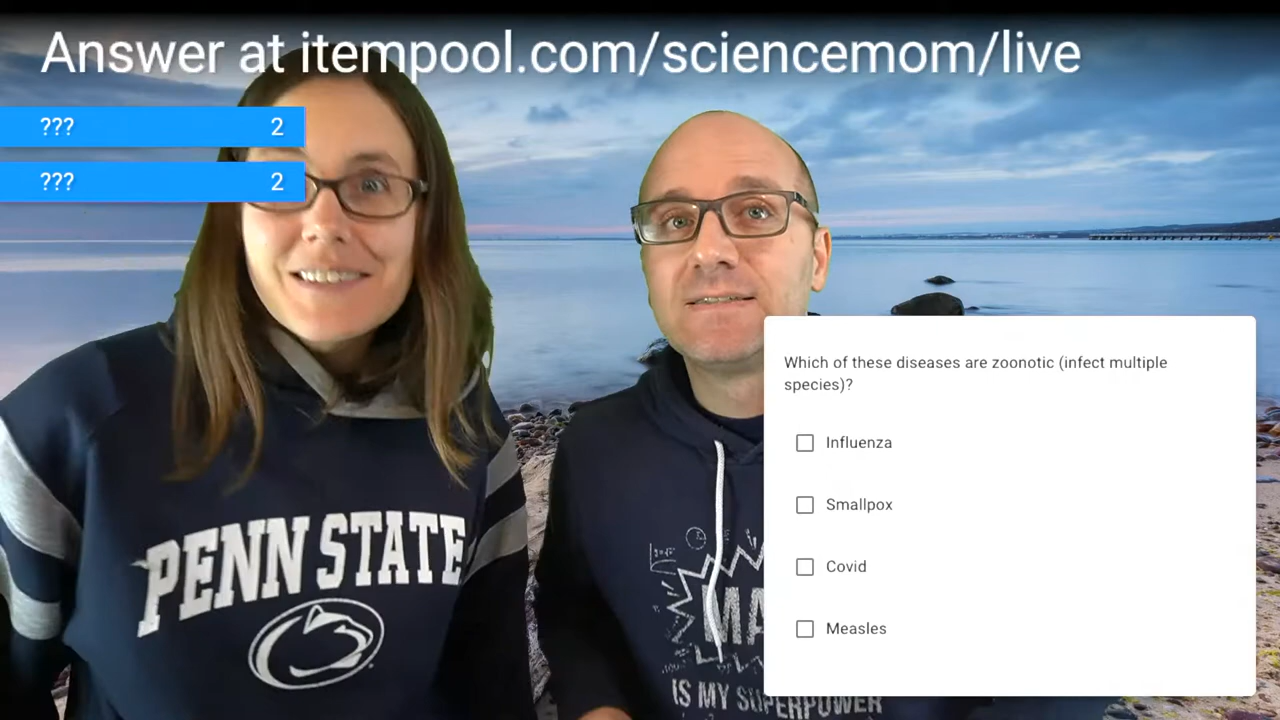 Answer at itempool.com/sciencemom/live
??? 2
??? 2
Which of these diseases are zoonotic (infect multiple
species)?
Influenza
Smallpox
Covid
Measles
PENN STATE
IS MY SUPERPOWER